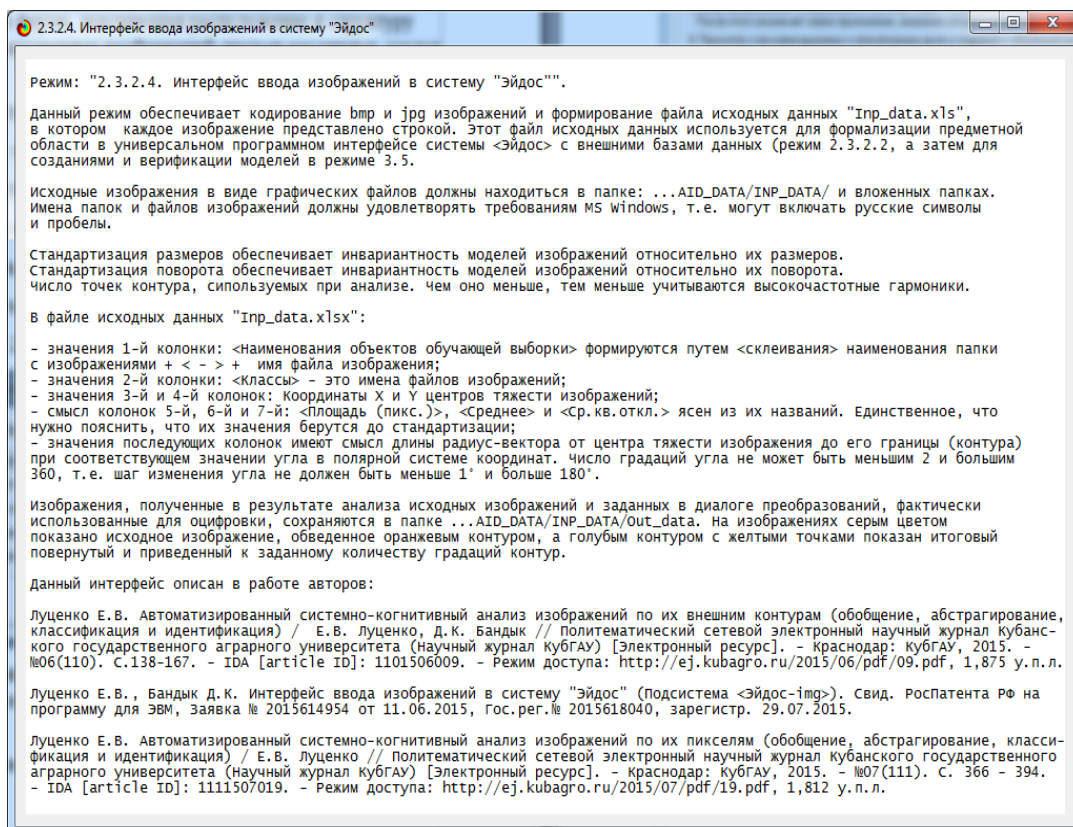 2.3.2.4. Интерфейс ввода изображений в систему "Эйдос"
Режим: "2.3.2.4. Интерфейс ввода изображений в систему "Эйдос"".
Данный режим обеспечивает кодирование bmp и jpg изображений и формирование файла исходных данных "Inp_data.xls",
в котором каждое изображение представлено строкой. Этот файл исходных данных используется для формализации предметной
области в универсальном программном интерфейсе системы <Эйдос> с внешними базами данных (режим 2.3.2.2, а затем для
созданиями и верификации моделей в режиме 3.5.
Исходные изображения в виде графических файлов должны находиться в папке: ...AID_DATA/INP_DATA/ и вложенных папках.
Имена папок и файлов изображений должны удовлетворять требованиям MS Windows, т.е. могут включать русские символы
и пробелы.
Стандартизация размеров обеспечивает инвариантность моделей изображений относительно их размеров.
Стандартизация поворота обеспечивает инвариантность моделей изображений относительно их поворота.
Число точек контура, сипользуемых при анализе. Чем оно меньше, тем меньше учитываются высокочастотные гармоники.
В файле исходных данных "Inp_data.xlsx":
- значения 1-й колонки: <Наименования объектов обучающей выборки> формируются путем <склеивания> наименования папки
с изображениями + < - > + имя файла изображения;
- значения 2-й колонки: <Классы> - это имена файлов изображений;
- значения 3-й и 4-й колонок: Координаты X и Y центров тяжести изображений;
- смысл колонок 5-й, 6-й и 7-й: <Площадь (пикс.)>, <Среднее> и <Ср.кв.откл.> ясен из их названий. Единственное, что
нужно пояснить, что их значения берутся до стандартизации;
- значения последующих колонок имеют смысл длины радиус-вектора от центра тяжести изображения до его границы (контура)
при соответствующем значении угла в полярной системе координат. Число градаций угла не может быть меньшим 2 и большим
360, т.е. шаг изменения угла не должен быть меньше 1° и больше 180°.
Изображения, полученные в результате анализа исходных изображений и заданных в диалоге преобразований, фактически
использованные для оцифровки, сохраняются в папке ...AID_DATA/INP_DATA/Out_data. На изображениях серым цветом
показано исходное изображение, обведенное оранжевым контуром, а голубым контуром с желтыми точками показан итоговый
повернутый и приведенный к заданному количеству градаций контур.
Данный интерфейс описан в работе авторов:
Луценко Е.В. Автоматизированный системно-когнитивный анализ изображений по их внешним контурам (обобщение, абстрагирование,
классификация и идентификация) / Е.В. Луценко, Д.К. Бандык // Политематический сетевой электронный научный журнал Кубанс-
кого государственного аграрного университета (Научный журнал КубГАУ) [Электронный ресурс]. - Краснодар: КубГАУ, 2015. -
№06(110). С.138-167. - IDA [article ID]: 1101506009. - Режим доступа: http://ej.kubagro.ru/2015/06/pdf/09.pdf, 1,875 у.п.л.
Луценко Е.В., Бандык Д.К. Интерфейс ввода изображений в систему "Эйдос" (Подсистема <Эйдос-img>). Свид. РосПатента РФ на
программу для ЭВМ, Заявка № 2015614954 от 11.06.2015, Гос.рег.№ 2015618040, зарегистр. 29.07.2015.
Луценко Е.В. Автоматизированный системно-когнитивный анализ изображений по их пикселям (обобщение, абстрагирование, класси-
фикация и идентификация) / Е.В. Луценко // Политематический сетевой электронный научный журнал Кубанского государственного
аграрного университета (Научный журнал КубГАУ) [Электронный ресурс]. - Краснодар: КубГАУ, 2015. - №07(111). С. 366 - 394.
- IDA [article ID]: 1111507019. - Режим доступа: http://ej.kubagro.ru/2015/07/pdf/19.pdf, 1,812 у.п.л.